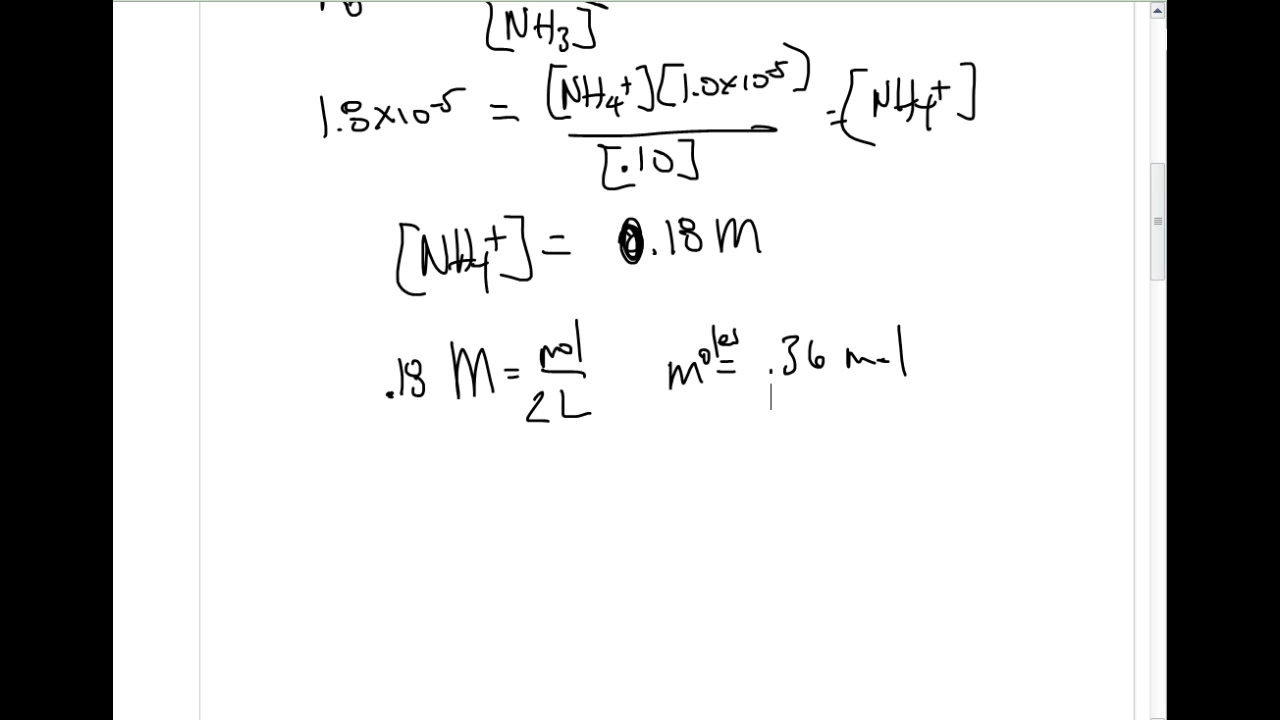 [NH₃]
1.8x10⁻⁵ = [NH₄⁺][1.0x10⁻⁵] / [.10] = [NH₄⁺]
[NH₄⁺] = 0.18 M
.18 M = mol / 2L moles = .36 mol